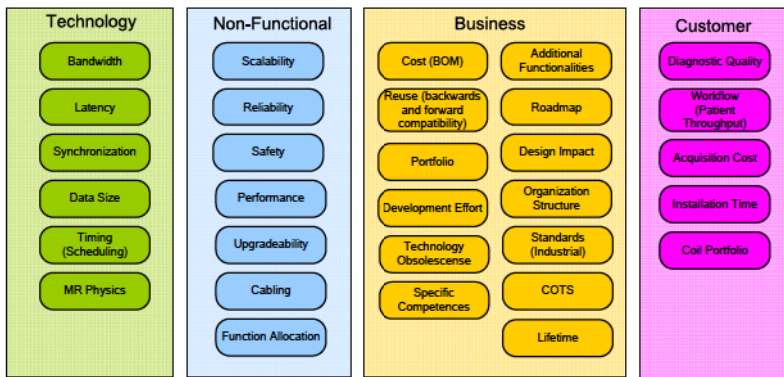 Technology
Bandwidth
Latency
Synchronization
Data Size
Timing
(Scheduling)
MR Physics
Non-Functional
Scalability
Reliability
Safety
Performance
Upgradeability
Cabling
Function Allocation
Business
Cost (BOM)
Reuse (backwards
and forward
compatibility)
Portfolio
Development Effort
Technology
Obsolescense
Specific
Competences
Additional
Functionalities
Roadmap
Design Impact
Organization
Structure
Standards
(Industrial)
COTS
Lifetime
Customer
Diagnostic Quality
Workflow
(Patient
Throughput)
Acquisition Cost
Installation Time
Coil Portfolio